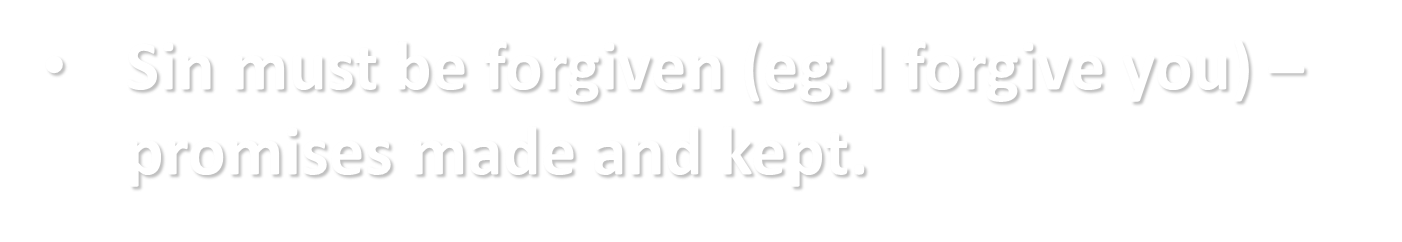 • Sin must be forgiven (eg. I forgive you) –
promises made and kept.